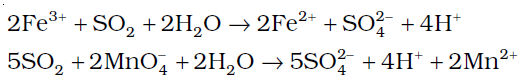 2Fe³⁺ + SO₂ + 2H₂O → 2Fe²⁺ + SO₄²⁻ + 4H⁺
5SO₂ + 2MnO₄⁻ + 2H₂O → 5SO₄²⁻ + 4H⁺ + 2Mn²⁺